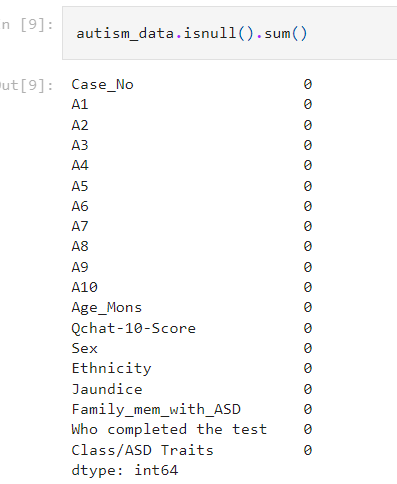 n [9]:
autism_data.isnull().sum()
ut[9]:
Case_No 0
A1 0
A2 0
A3 0
A4 0
A5 0
A6 0
A7 0
A8 0
A9 0
A10 0
Age_Mons 0
Qchat-10-Score 0
Sex 0
Ethnicity 0
Jaundice 0
Family_mem_with_ASD 0
Who completed the test 0
Class/ASD Traits 0
dtype: int64